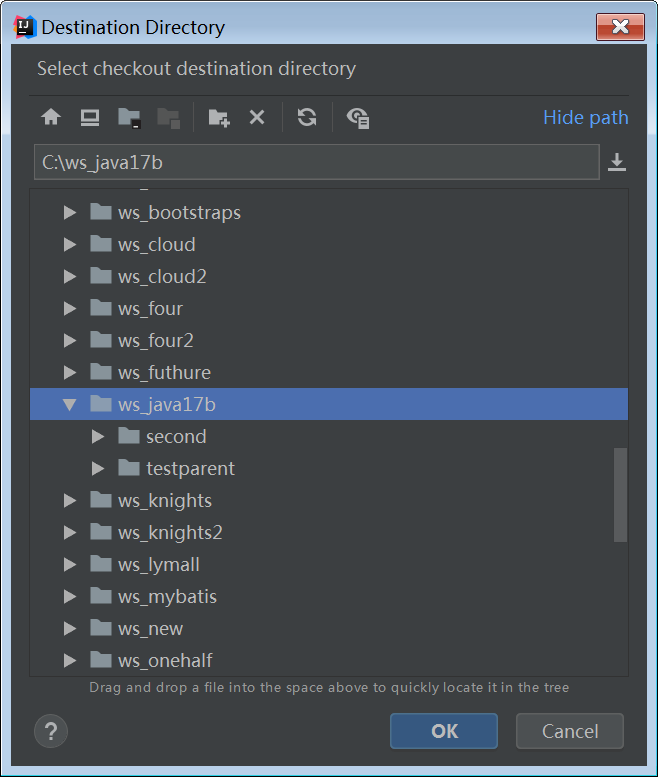 IJ Destination Directory
Select checkout destination directory
Hide path
C:\ws_java17b
ws_bootstraps
ws_cloud
ws_cloud2
ws_four
ws_four2
ws_futhure
ws_java17b
second
testparent
ws_knights
ws_knights2
ws_lymall
ws_mybatis
ws_new
ws_onehalf
Drag and drop a file into the space above to quickly locate it in the tree
? OK Cancel